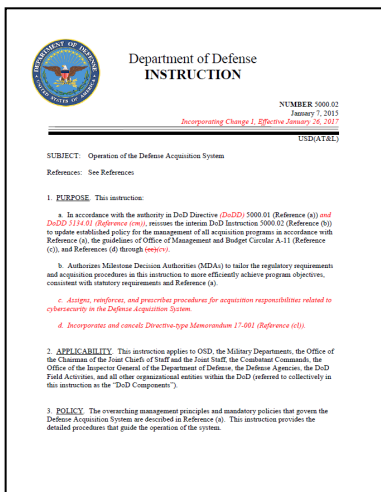 DEPARTMENT OF DEFENSE
UNITED STATES OF AMERICA
Department of Defense
INSTRUCTION
NUMBER 5000.02
January 7, 2015
Incorporating Change 1, Effective January 26, 2017
USD(AT&L)
SUBJECT: Operation of the Defense Acquisition System
References: See References
1. PURPOSE. This instruction:
a. In accordance with the authority in DoD Directive (DoDD) 5000.01 (Reference (a)) and
DoDD 5134.01 (Reference (cm)), reissues the interim DoD Instruction 5000.02 (Reference (b))
to update established policy for the management of all acquisition programs in accordance with
Reference (a), the guidelines of Office of Management and Budget Circular A-11 (Reference
(c)), and References (d) through (ce)(cv).
b. Authorizes Milestone Decision Authorities (MDAs) to tailor the regulatory requirements
and acquisition procedures in this instruction to more efficiently achieve program objectives,
consistent with statutory requirements and Reference (a).
c. Assigns, reinforces, and prescribes procedures for acquisition responsibilities related to
cybersecurity in the Defense Acquisition System.
d. Incorporates and cancels Directive-type Memorandum 17-001 (Reference (cl)).
2. APPLICABILITY. This instruction applies to OSD, the Military Departments, the Office of
the Chairman of the Joint Chiefs of Staff and the Joint Staff, the Combatant Commands, the
Office of the Inspector General of the Department of Defense, the Defense Agencies, the DoD
Field Activities, and all other organizational entities within the DoD (referred to collectively in
this instruction as the “DoD Components”).
3. POLICY. The overarching management principles and mandatory policies that govern the
Defense Acquisition System are described in Reference (a). This instruction provides the
detailed procedures that guide the operation of the system.